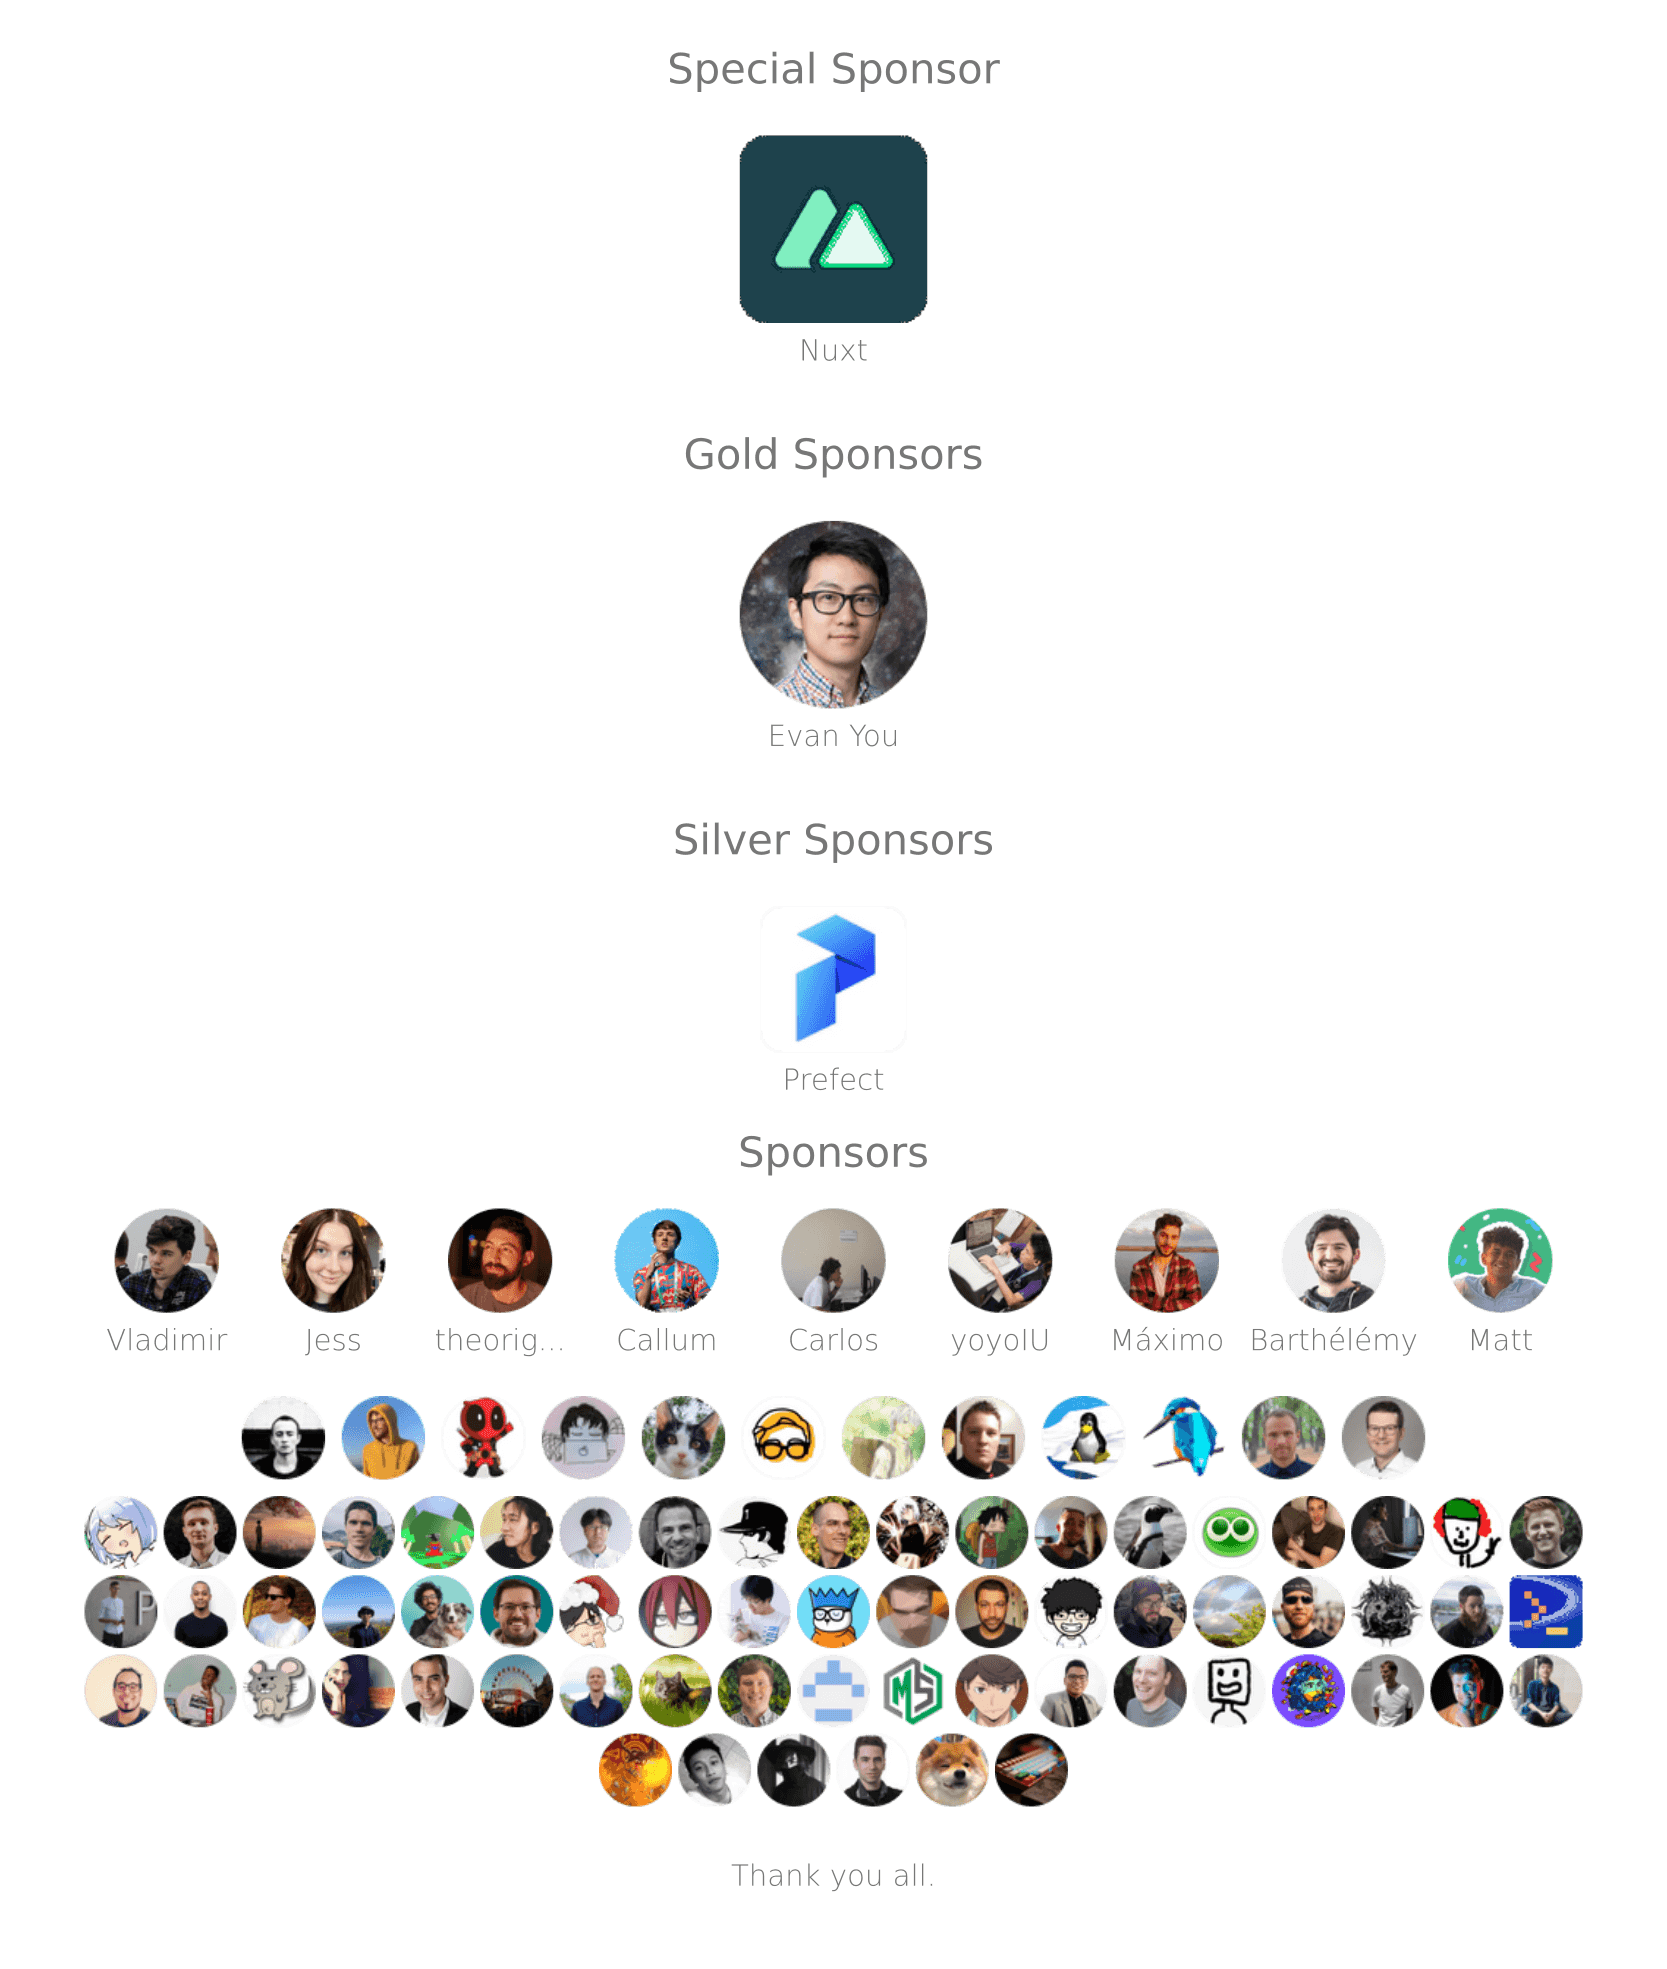 Special Sponsor
Nuxt
Gold Sponsors
Evan You
Silver Sponsors
Prefect
Sponsors
Vladimir Jess theorig... Callum Carlos yoyoIU Máximo Barthélémy Matt
Thank you all.